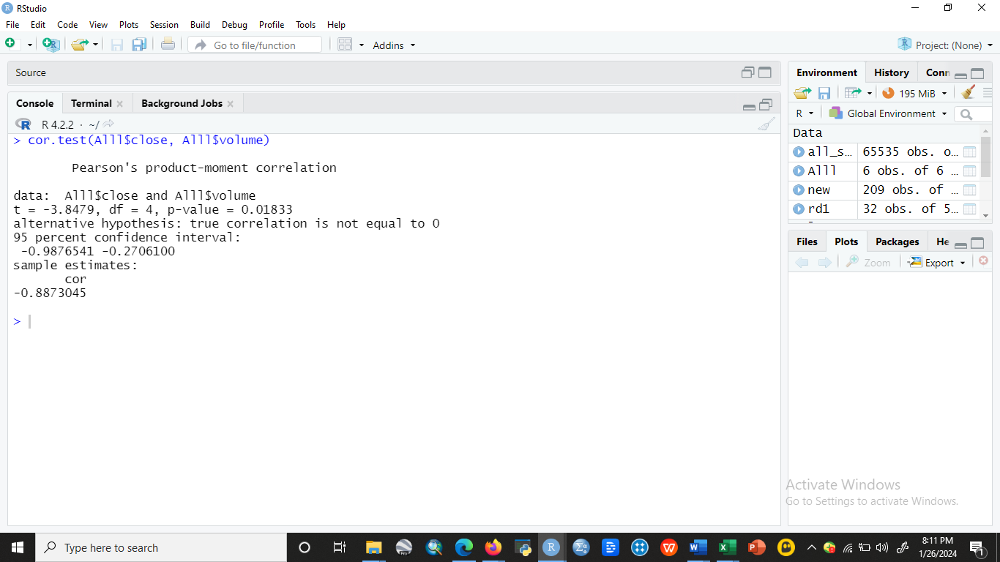 RStudio
File Edit Code View Plots Session Build Debug Profile Tools Help
Go to file/function Addins Project: (None)
Source
Console Terminal Background Jobs
R 4.2.2 · ~/
> cor.test(Alll$close, Alll$volume)
Pearson's product-moment correlation
data: Alll$close and Alll$volume
t = -3.8479, df = 4, p-value = 0.01833
alternative hypothesis: true correlation is not equal to 0
95 percent confidence interval:
-0.9876541 -0.2706100
sample estimates:
cor
-0.8873045
>
Environment History Conn
195 MiB
R Global Environment
Data
all_s... 65535 obs. o...
Alll 6 obs. of 6 ...
new 209 obs. of ...
rd1 32 obs. of 5...
Files Plots Packages He
Zoom Export
Activate Windows
Go to Settings to activate Windows.
Type here to search
8:11 PM
1/26/2024
1